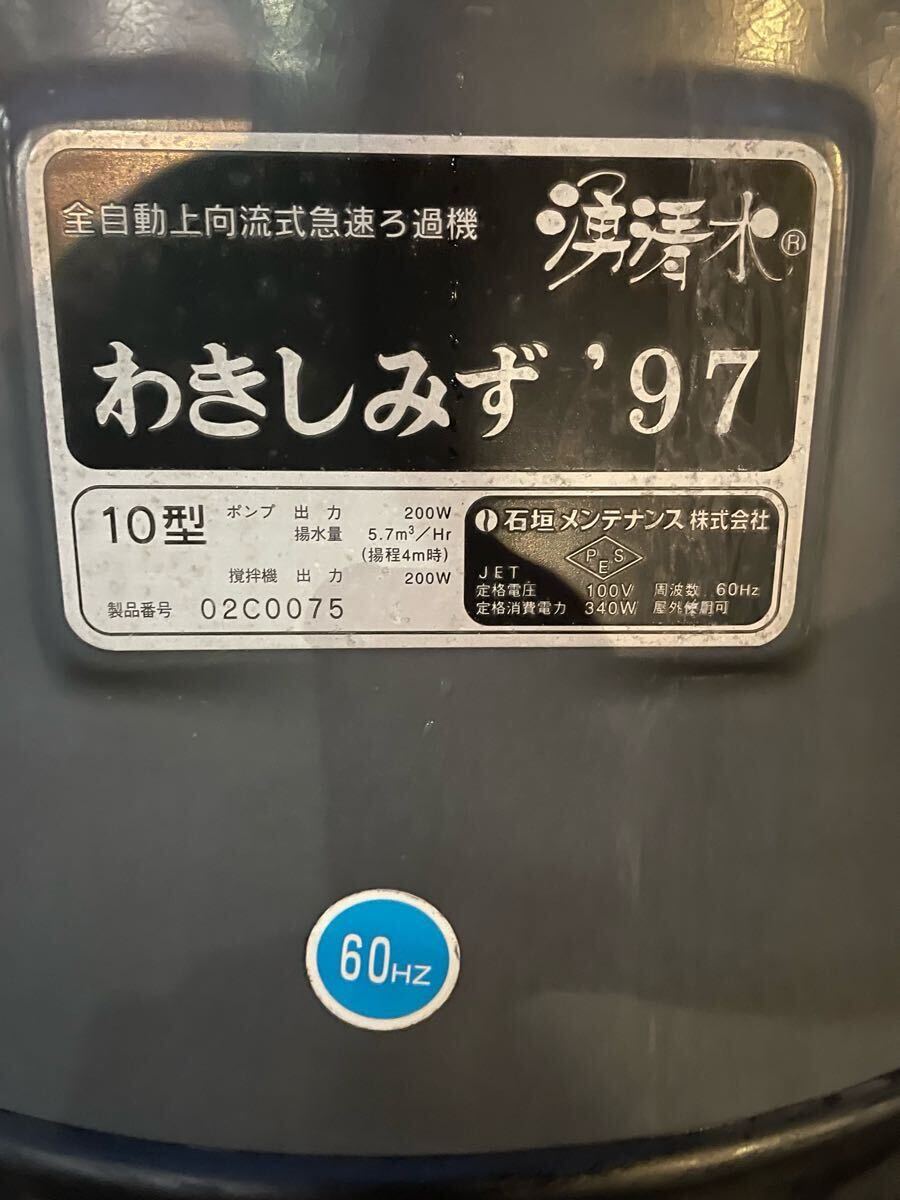 全自動上向流式急速ろ過機
湧清水®
わきしみず '97
10型
ポンプ 出力 200W
揚水量 5.7m³/Hr
(揚程4m時)
撹拌機 出力 200W
製品番号 02C0075
石垣メンテナンス株式会社
PSE
JET
定格電圧 100V 周波数 60Hz
定格消費電力 340W 屋外使用可
60HZ